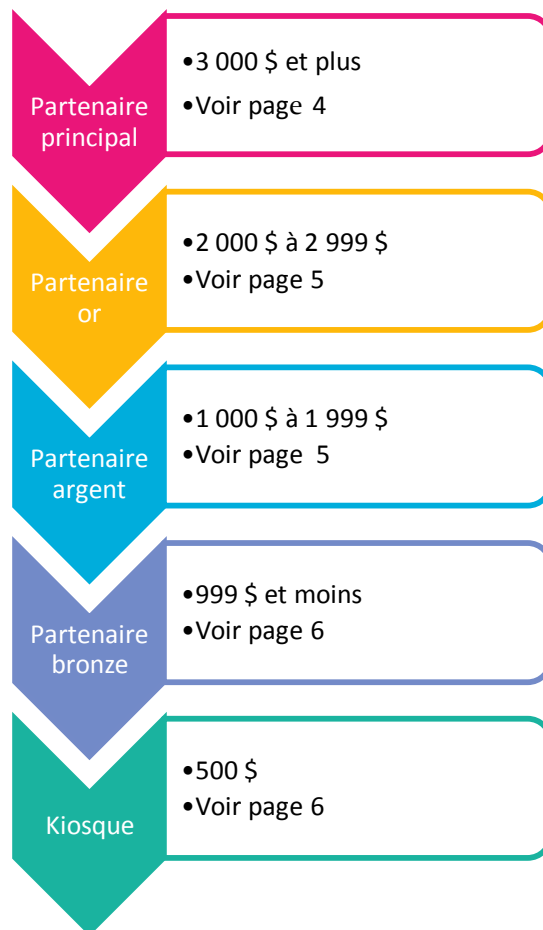 Partenaire
principal
•3 000 $ et plus
•Voir page 4
Partenaire
or
•2 000 $ à 2 999 $
•Voir page 5
Partenaire
argent
•1 000 $ à 1 999 $
•Voir page  5
Partenaire
bronze
•999 $ et moins
•Voir page 6
Kiosque
•500 $
•Voir page 6